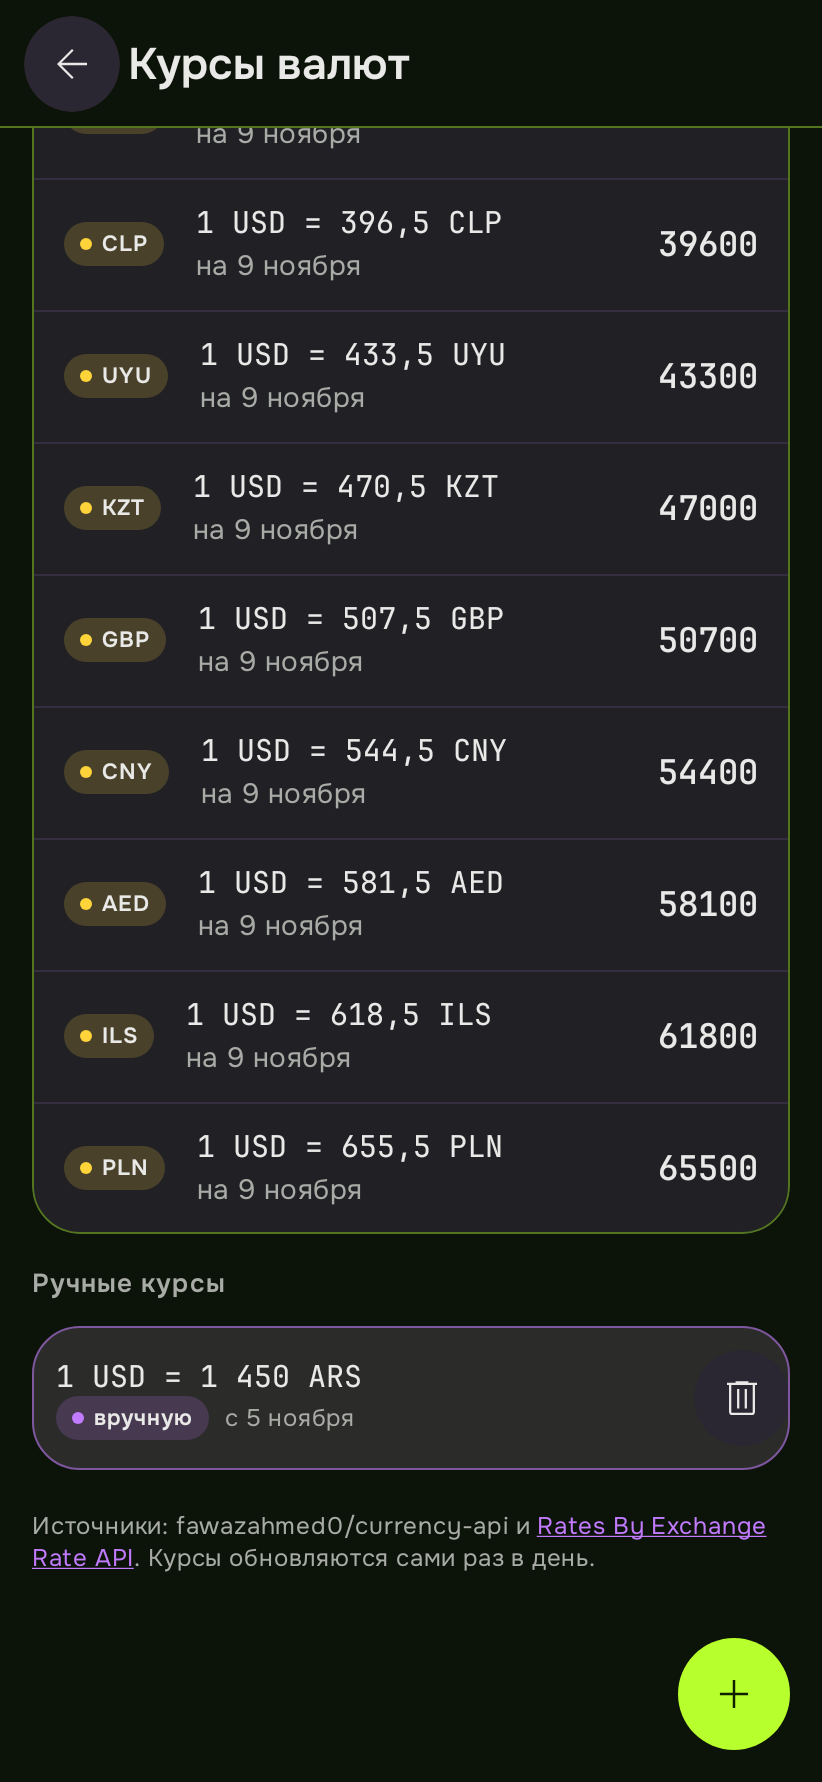 Курсы валют
на 9 ноября
1 USD = 396,5 CLP
CLP
39600
на 9 ноября
1 USD = 433,5 UYU
UYU
43300
на 9 ноября
1 USD = 470,5 KZT
KZT
47000
на 9 ноября
1 USD = 507,5 GBP
GBP
50700
на 9 ноября
1 USD = 544,5 CNY
CNY
54400
на 9 ноября
1 USD = 581,5 AED
AED
58100
на 9 ноября
1 USD = 618,5 ILS
ILS
61800
на 9 ноября
1 USD = 655,5 PLN
PLN
65500
на 9 ноября
Ручные курсы
1 USD = 1 450 ARS
вручную с 5 ноября
Источники: fawazahmed0/currency-api и Rates By Exchange
Rate API. Курсы обновляются сами раз в день.